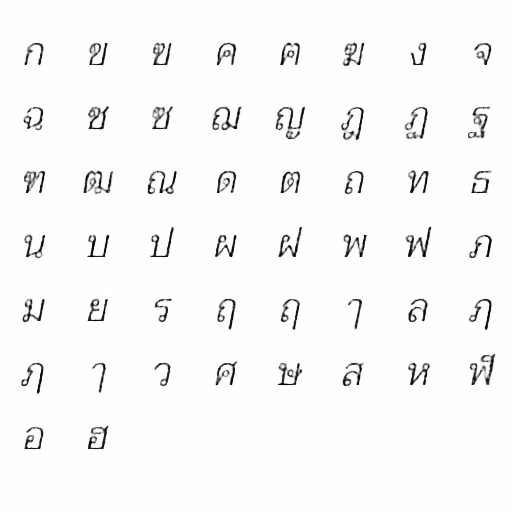 ก ข ฃ ค ฅ ฆ ง จ
ฉ ช ซ ฌ ญ ฎ ฏ ฐ
ฑ ฒ ณ ด ต ถ ท ธ
น บ ป ผ ฝ พ ฟ ภ
ม ย ร ฤ ฤ ๅ ล ฦ
ฦ ๅ ว ศ ษ ส ห ฬ
อ ฮ